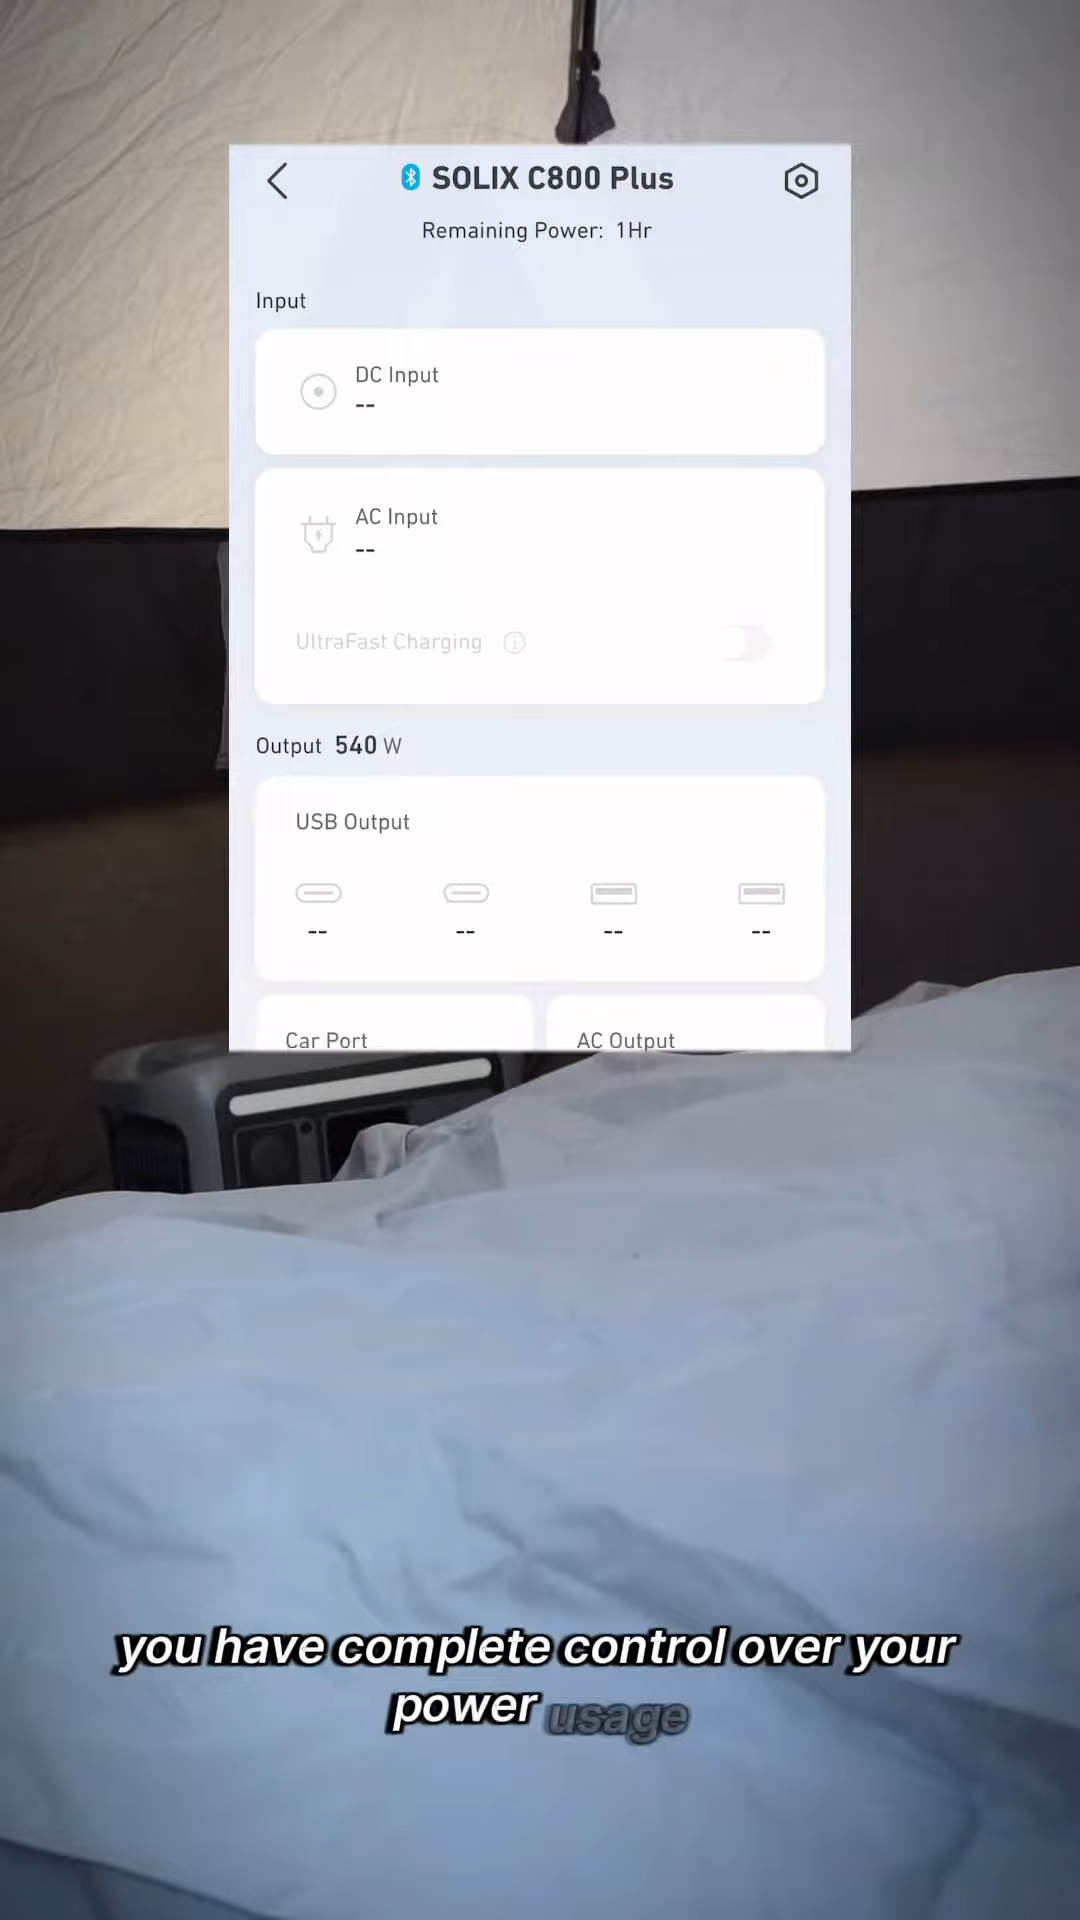 SOLIX C800 Plus
Remaining Power: 1Hr
Input
DC Input
--
AC Input
--
UltraFast Charging
Output 540 W
USB Output
-- -- -- --
Car Port AC Output
you have complete control over your
power usage